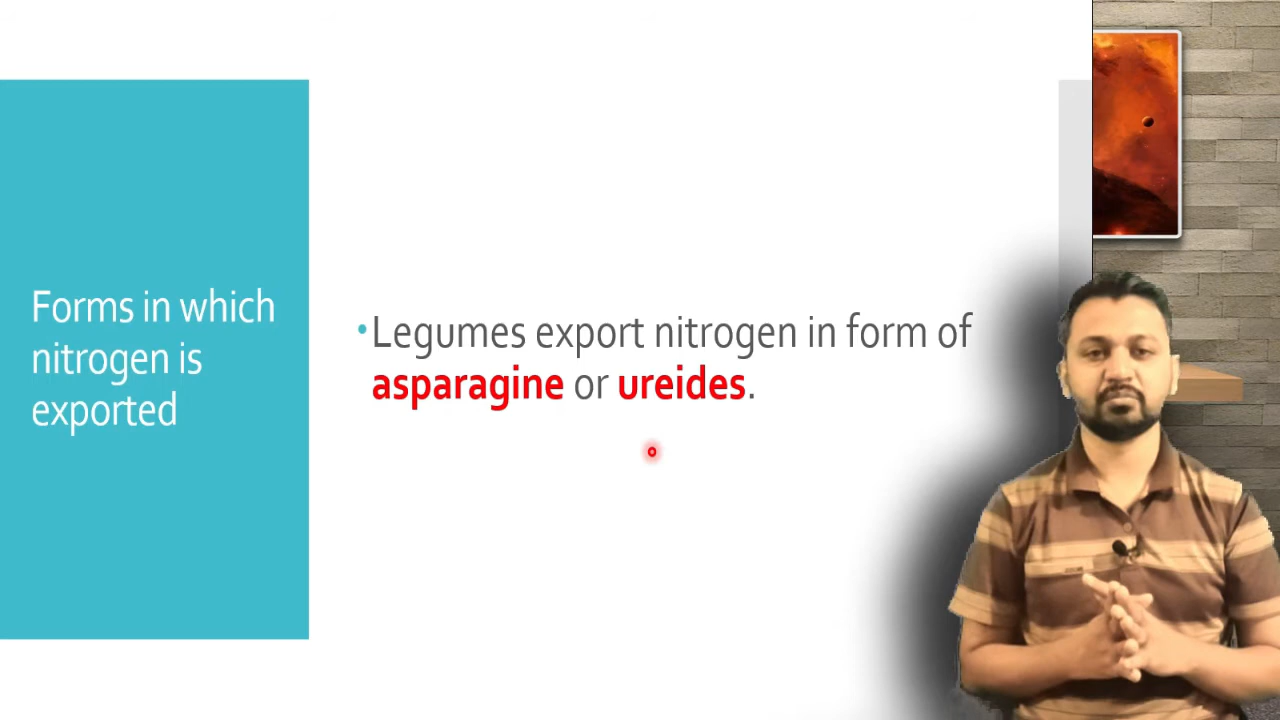 Forms in which
nitrogen is
exported
•Legumes export nitrogen in form of
asparagine or ureides.